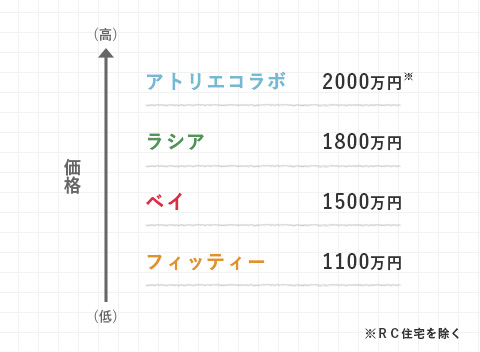 （高）
アトリエコラボ 2000万円※
ラシア 1800万円
価格
ベイ 1500万円
フィッティー 1100万円
（低）
※ＲＣ住宅を除く